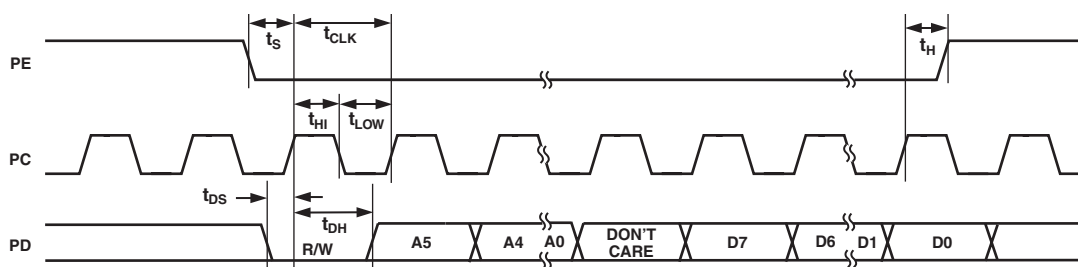 tS
tCLK
tH
PE
tHI
tLOW
PC
tDS
tDH
PD
R/W
A5
A4
A0
DON'T
CARE
D7
D6
D1
D0